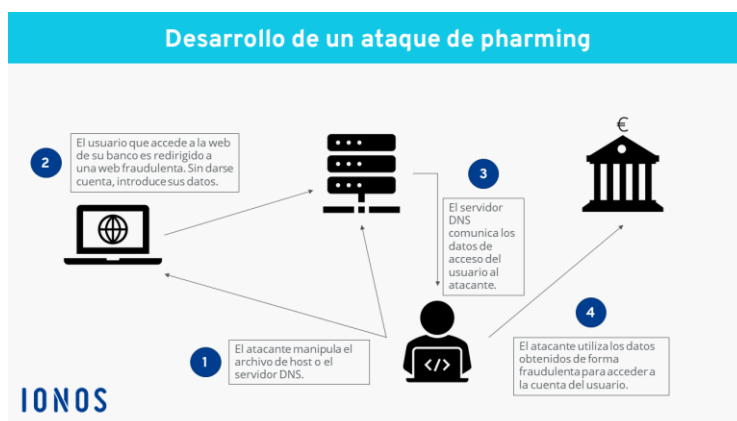 Desarrollo de un ataque de pharming
2
El usuario que accede a la web
de su banco es redirigido a
una web fraudulenta. Sin darse
cuenta, introduce sus datos.
€
3
El servidor
DNS
comunica los
datos de
acceso del
usuario al
atacante.
1
El atacante manipula el
archivo de host o el
servidor DNS.
</>
4
El atacante utiliza los datos
obtenidos de forma
fraudulenta para acceder a
la cuenta del usuario.
IONOS